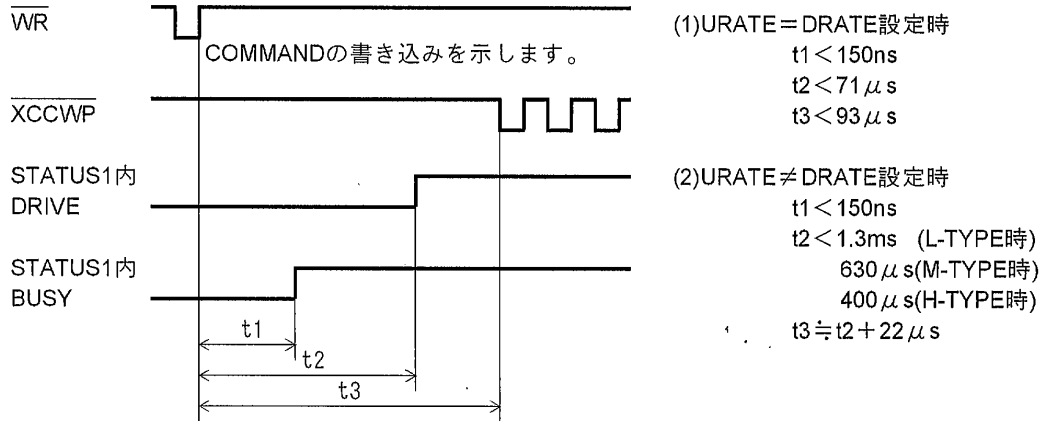 WR
COMMANDの書き込みを示します。
XCCWP
STATUS1内
DRIVE
STATUS1内
BUSY
t1
t2
t3
(1)URATE=DRATE設定時
t1<150ns
t2<71μs
t3<93μs
(2)URATE≠DRATE設定時
t1<150ns
t2<1.3ms (L-TYPE時)
630μs(M-TYPE時)
400μs(H-TYPE時)
t3≒t2+22μs